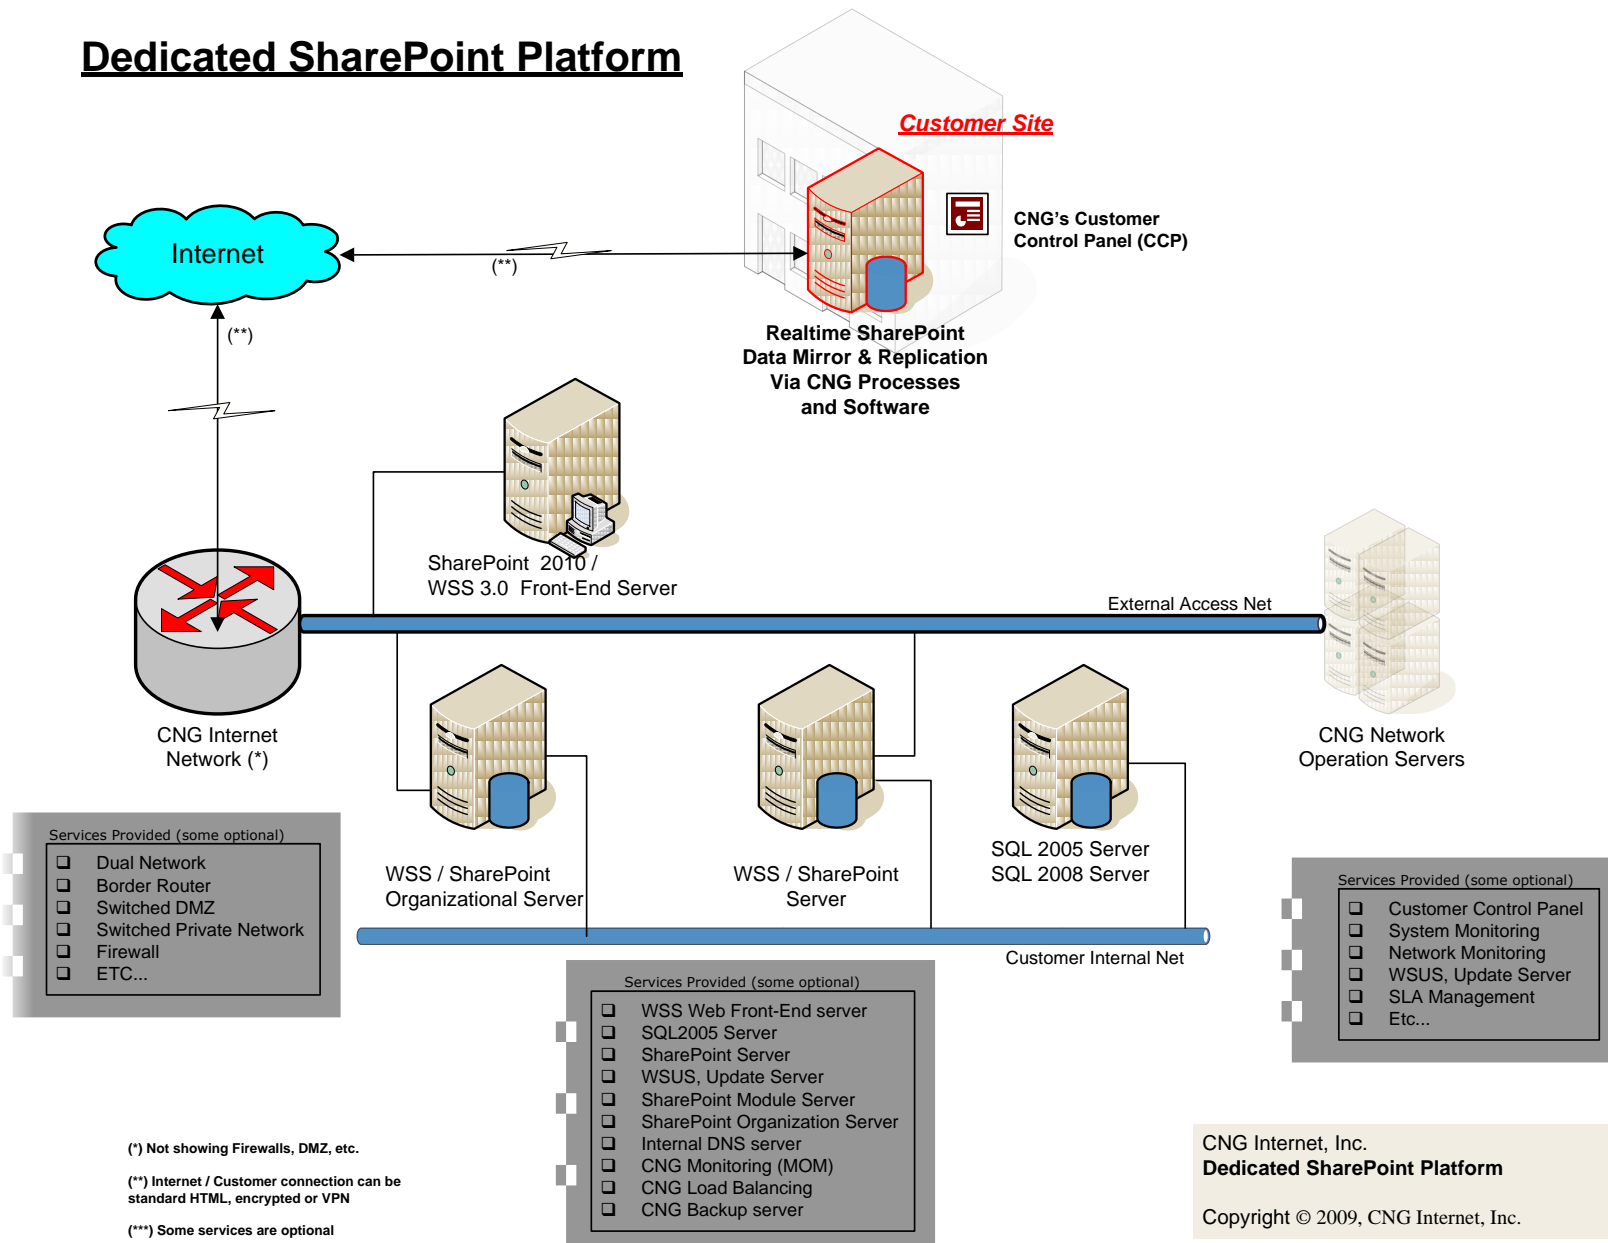 Dedicated SharePoint Platform
Customer Site
CNG's Customer
Control Panel (CCP)
Internet
(**)
(**)
Realtime SharePoint
Data Mirror & Replication
Via CNG Processes
and Software
SharePoint 2010 /
WSS 3.0 Front-End Server
External Access Net
CNG Internet
Network (*)
CNG Network
Operation Servers
WSS / SharePoint
Organizational Server
WSS / SharePoint
Server
SQL 2005 Server
SQL 2008 Server
Customer Internal Net
Services Provided (some optional)
❑ Dual Network
❑ Border Router
❑ Switched DMZ
❑ Switched Private Network
❑ Firewall
❑ ETC...
Services Provided (some optional)
❑ WSS Web Front-End server
❑ SQL2005 Server
❑ SharePoint Server
❑ WSUS, Update Server
❑ SharePoint Module Server
❑ SharePoint Organization Server
❑ Internal DNS server
❑ CNG Monitoring (MOM)
❑ CNG Load Balancing
❑ CNG Backup server
Services Provided (some optional)
❑ Customer Control Panel
❑ System Monitoring
❑ Network Monitoring
❑ WSUS, Update Server
❑ SLA Management
❑ Etc...
(*) Not showing Firewalls, DMZ, etc.
(**) Internet / Customer connection can be
standard HTML, encrypted or VPN
(***) Some services are optional
CNG Internet, Inc.
Dedicated SharePoint Platform
Copyright © 2009, CNG Internet, Inc.